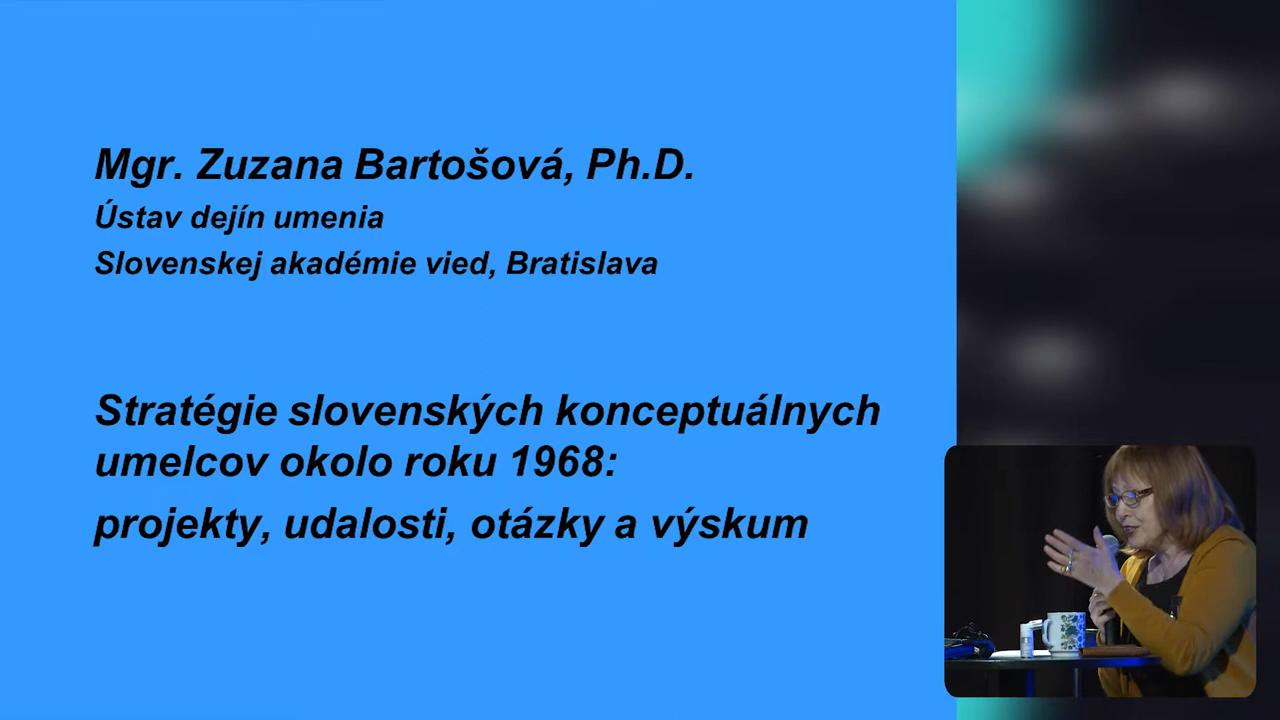 Mgr. Zuzana Bartošová, Ph.D.
Ústav dejín umenia
Slovenskej akadémie vied, Bratislava
Stratégie slovenských konceptuálnych
umelcov okolo roku 1968:
projekty, udalosti, otázky a výskum